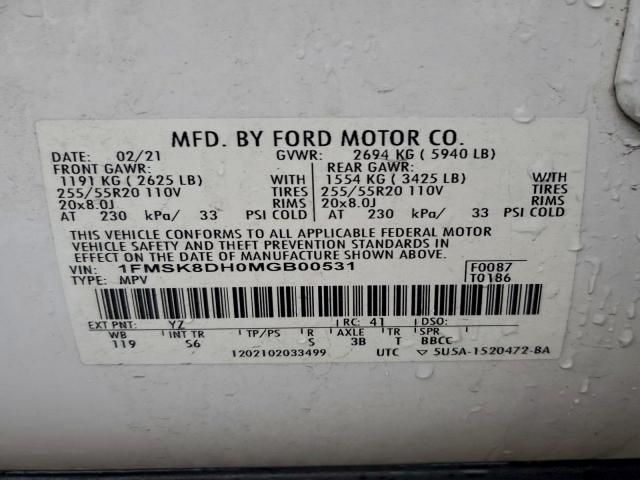 MFD. BY FORD MOTOR CO.
DATE: 02/21 GVWR: 2694 KG ( 5940 LB)
FRONT GAWR: REAR GAWR:
1191 KG ( 2625 LB) WITH 1554 KG ( 3425 LB) WITH
255/55R20 110V TIRES 255/55R20 110V TIRES
20x8.0J RIMS 20x8.0J RIMS
AT 230 kPa/ 33 PSI COLD AT 230 kPa/ 33 PSI COLD
THIS VEHICLE CONFORMS TO ALL APPLICABLE FEDERAL MOTOR
VEHICLE SAFETY AND THEFT PREVENTION STANDARDS IN
EFFECT ON THE DATE OF MANUFACTURE SHOWN ABOVE.
VIN: 1FMSK8DH0MGB00531 F0087
TYPE: MPV T0186
EXT PNT: YZ RC: 41 DSO:
WB INT TR TP/PS R AXLE TR SPR
119 S6 S 3B T BBCC
1202102033499 UTC ▽ 5U5A-1520472-BA